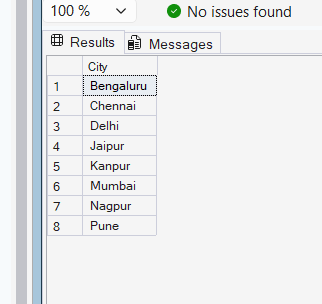 100 % No issues found
Results Messages
City
1 Bengaluru
2 Chennai
3 Delhi
4 Jaipur
5 Kanpur
6 Mumbai
7 Nagpur
8 Pune